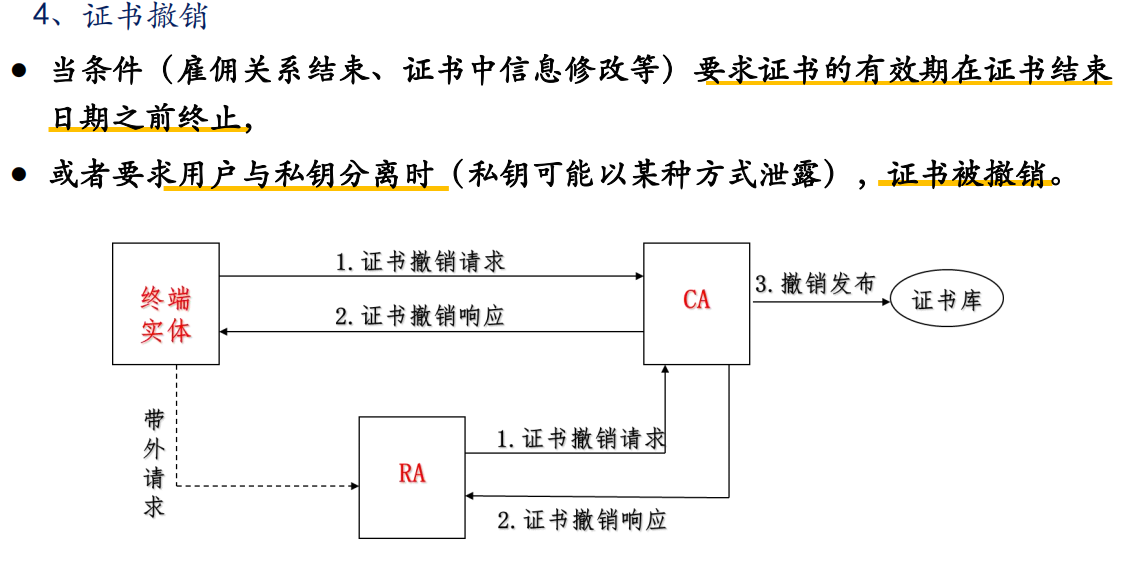 4、证书撤销
● 当条件（雇佣关系结束、证书中信息修改等）要求证书的有效期在证书结束
日期之前终止，
● 或者要求用户与私钥分离时（私钥可能以某种方式泄露），证书被撤销。
1.证书撤销请求
终端
实体
CA
3.撤销发布
证书库
2.证书撤销响应
带
外
请
求
RA
1.证书撤销请求
2.证书撤销响应